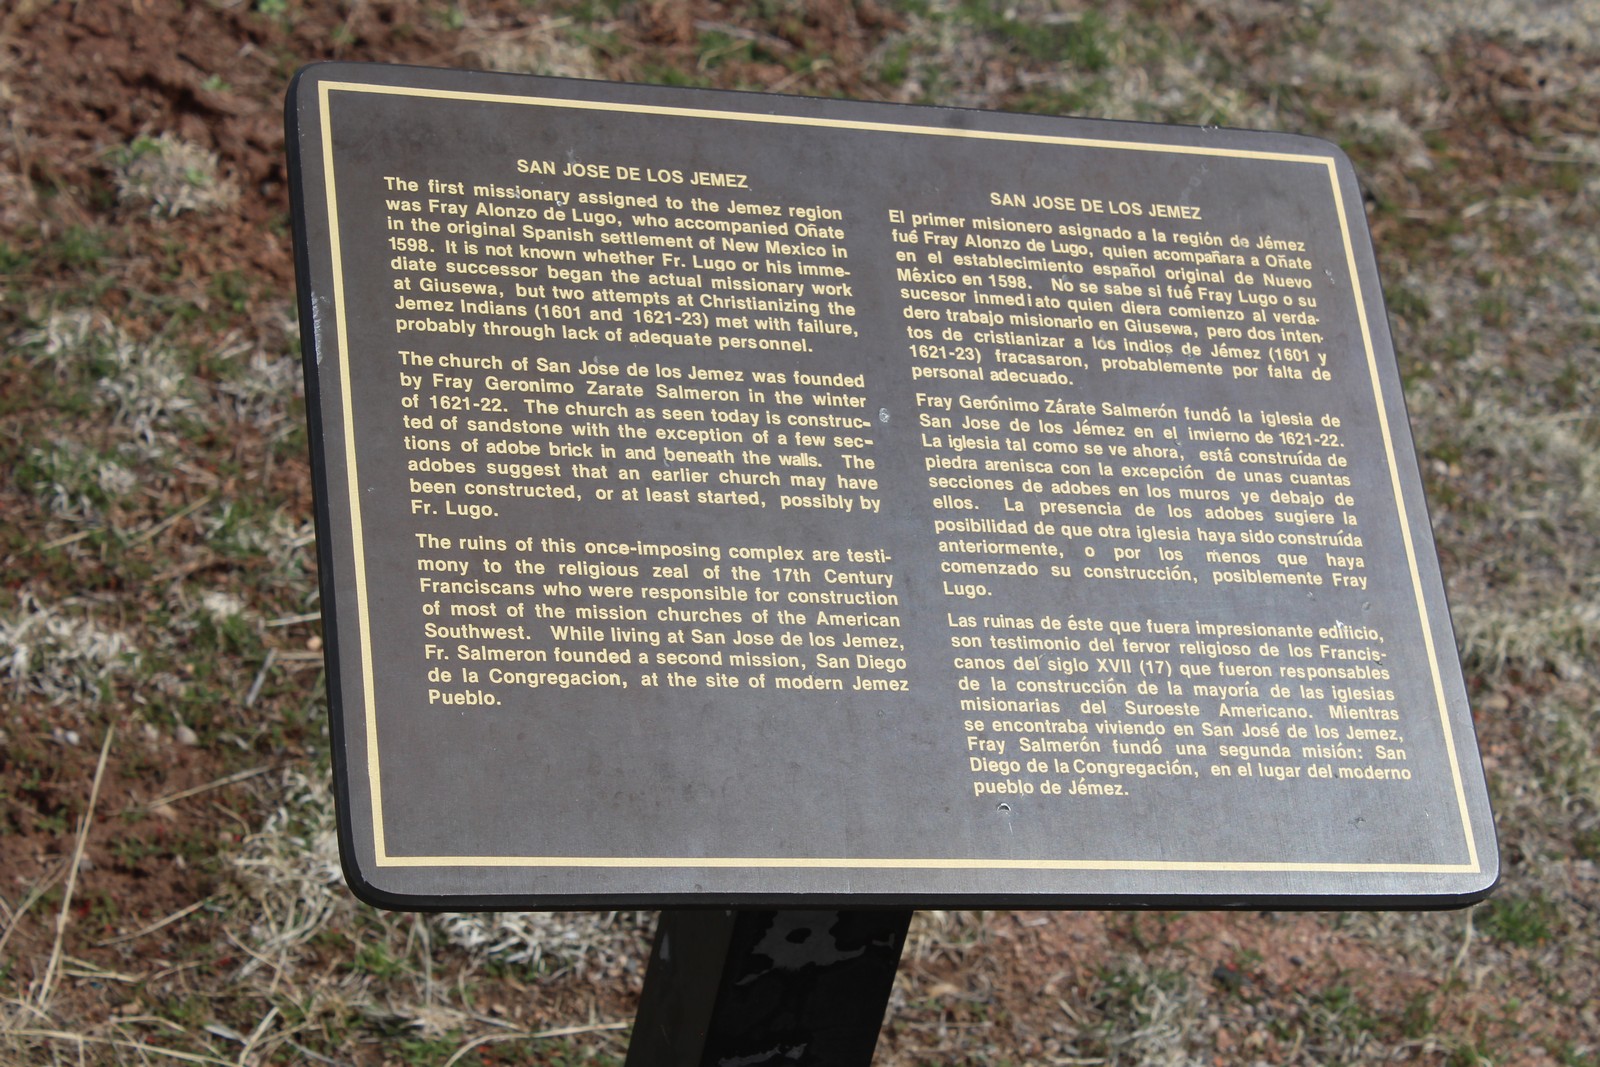 SAN JOSE DE LOS JEMEZ
The first missionary assigned to the Jemez region
was Fray Alonzo de Lugo, who accompanied Oñate
in the original Spanish settlement of New Mexico in
1598. It is not known whether Fr. Lugo or his imme-
diate successor began the actual missionary work
at Giusewa, but two attempts at Christianizing the
Jemez Indians (1601 and 1621-23) met with failure,
probably through lack of adequate personnel.
The church of San Jose de los Jemez was founded
by Fray Geronimo Zarate Salmeron in the winter
of 1621-22. The church as seen today is construc-
ted of sandstone with the exception of a few sec-
tions of adobe brick in and beneath the walls. The
adobes suggest that an earlier church may have
been constructed, or at least started, possibly by
Fr. Lugo.
The ruins of this once-imposing complex are testi-
mony to the religious zeal of the 17th Century
Franciscans who were responsible for construction
of most of the mission churches of the American
Southwest. While living at San Jose de los Jemez,
Fr. Salmeron founded a second mission, San Diego
de la Congregacion, at the site of modern Jemez
Pueblo.
SAN JOSE DE LOS JEMEZ
El primer misionero asignado a la región de Jémez
fué Fray Alonzo de Lugo, quien acompañara a Oñate
en el establecimiento español original de Nuevo
México en 1598. No se sabe si fué Fray Lugo o su
sucesor inmediato quien diera comienzo al verda-
dero trabajo misionario en Giusewa, pero dos inten-
tos de cristianizar a los indios de Jémez (1601 y
1621-23) fracasaron, probablemente por falta de
personal adecuado.
Fray Gerónimo Zárate Salmerón fundó la iglesia de
San Jose de los Jémez en el invierno de 1621-22.
La iglesia tal como se ve ahora, está construída de
piedra arenisca con la excepción de unas cuantas
secciones de adobes en los muros ye debajo de
ellos. La presencia de los adobes sugiere la
posibilidad de que otra iglesia haya sido construída
anteriormente, o por los menos que haya
comenzado su construcción, posiblemente Fray
Lugo.
Las ruinas de éste que fuera impresionante edificio,
son testimonio del fervor religioso de los Francis-
canos del siglo XVII (17) que fueron responsables
de la construcción de la mayoría de las iglesias
misionarias del Suroeste Americano. Mientras
se encontraba viviendo en San José de los Jemez,
Fray Salmerón fundó una segunda misión: San
Diego de la Congregación, en el lugar del moderno
pueblo de Jémez.